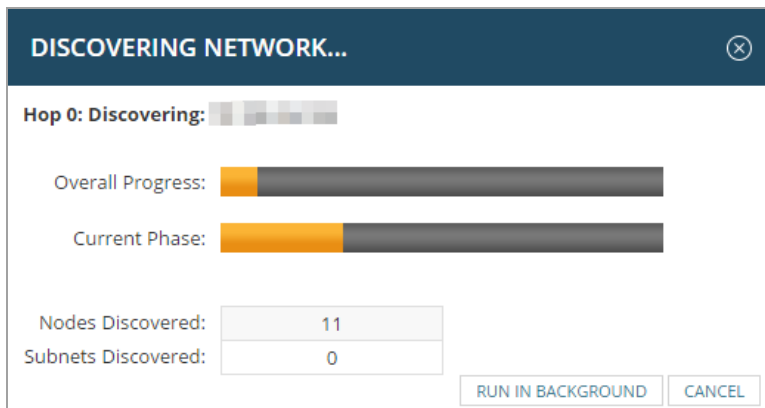 DISCOVERING NETWORK...
Hop 0: Discovering:
Overall Progress:
Current Phase:
Nodes Discovered: 11
Subnets Discovered: 0
RUN IN BACKGROUND CANCEL